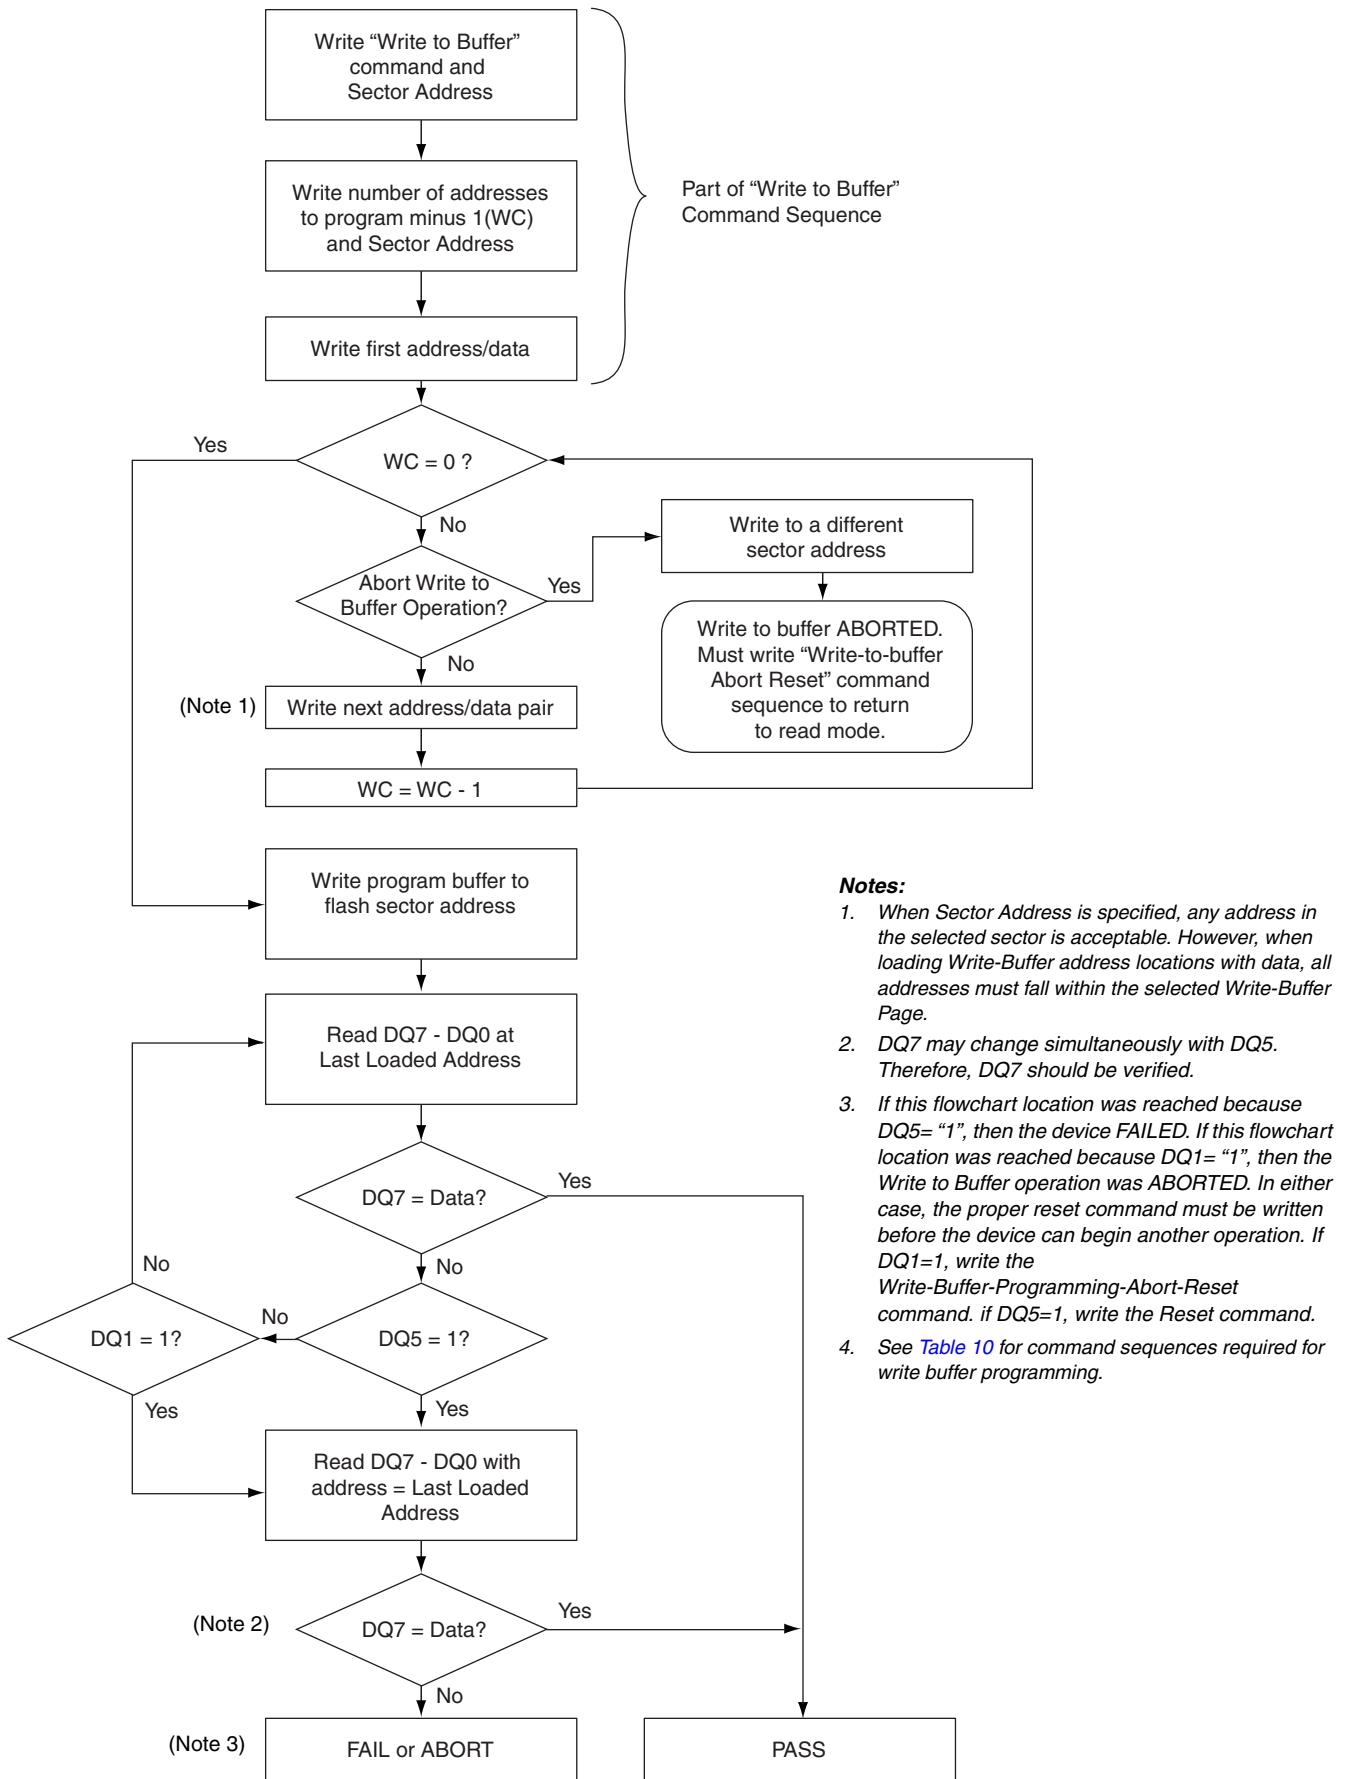 Write “Write to Buffer”
command and
Sector Address
Write number of addresses
to program minus 1(WC)
and Sector Address
Part of “Write to Buffer”
Command Sequence
Write first address/data
Yes
WC = 0 ?
No
Write to a different
sector address
Abort Write to
Buffer Operation?
Yes
No
Write to buffer ABORTED.
Must write “Write-to-buffer
Abort Reset” command
sequence to return
to read mode.
(Note 1)
Write next address/data pair
WC = WC - 1
Write program buffer to
flash sector address
Read DQ7 - DQ0 at
Last Loaded Address
DQ7 = Data?
Yes
No
No
DQ1 = 1?
No
DQ5 = 1?
Yes
Yes
Read DQ7 - DQ0 with
address = Last Loaded
Address
(Note 2)
DQ7 = Data?
Yes
No
(Note 3)
FAIL or ABORT
PASS
Notes:
1. When Sector Address is specified, any address in
the selected sector is acceptable. However, when
loading Write-Buffer address locations with data, all
addresses must fall within the selected Write-Buffer
Page.
2. DQ7 may change simultaneously with DQ5.
Therefore, DQ7 should be verified.
3. If this flowchart location was reached because
DQ5= “1”, then the device FAILED. If this flowchart
location was reached because DQ1= “1”, then the
Write to Buffer operation was ABORTED. In either
case, the proper reset command must be written
before the device can begin another operation. If
DQ1=1, write the
Write-Buffer-Programming-Abort-Reset
command. if DQ5=1, write the Reset command.
4. See Table 10 for command sequences required for
write buffer programming.